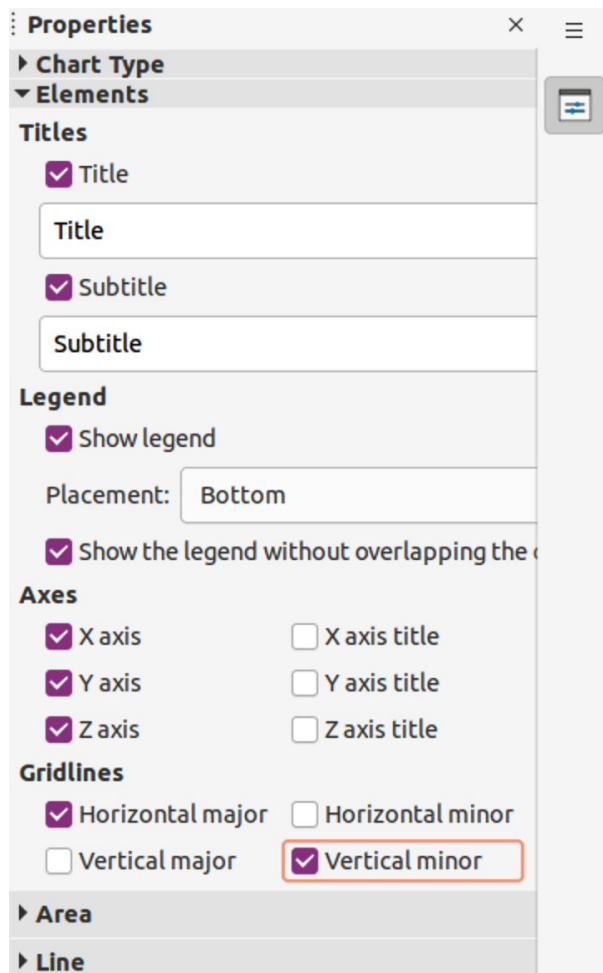 Properties
Chart Type
Elements
Titles
Title
Title
Subtitle
Subtitle
Legend
Show legend
Placement: Bottom
Show the legend without overlapping the
Axes
X axis X axis title
Y axis Y axis title
Z axis Z axis title
Gridlines
Horizontal major Horizontal minor
Vertical major Vertical minor
Area
Line